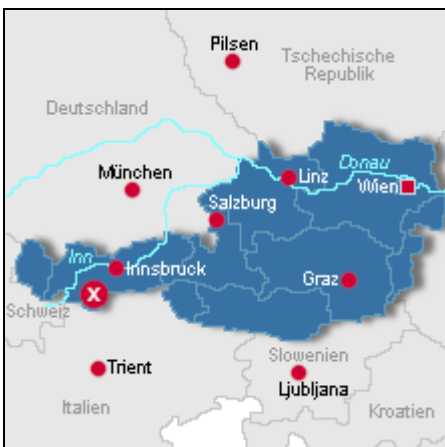 Pilsen
Tschechische
Republik
Deutschland
Donau
München
Linz
Wien
Salzburg
Inn
Innsbruck
X
Graz
Schweiz
Slowenien
Trient
Ljubljana
Italien
Kroatien